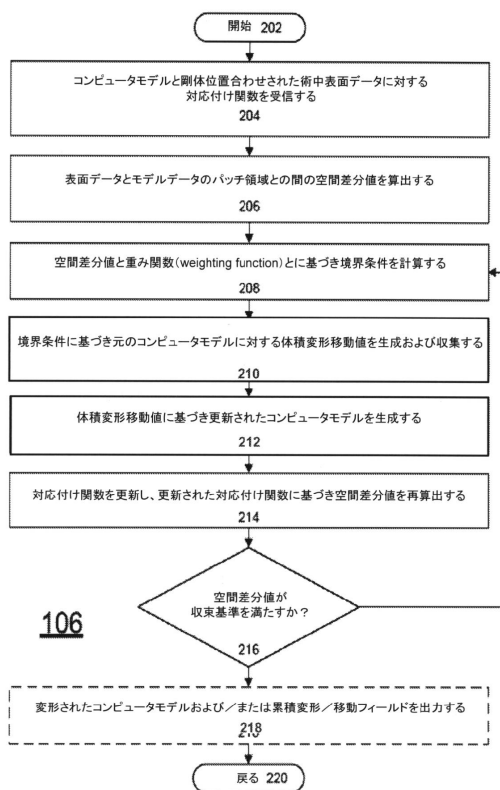 開始 202
コンピュータモデルと剛体位置合わせされた術中表面データに対する
対応付け関数を受信する
204
表面データとモデルデータのパッチ領域との間の空間差分値を算出する
206
空間差分値と重み関数(weighting function)とに基づき境界条件を計算する
208
境界条件に基づき元のコンピュータモデルに対する体積変形移動値を生成および収集する
210
体積変形移動値に基づき更新されたコンピュータモデルを生成する
212
対応付け関数を更新し、更新された対応付け関数に基づき空間差分値を再算出する
214
空間差分値が
収束基準を満たすか？
216
106
変形されたコンピュータモデルおよび／または累積変形／移動フィールドを出力する
218
戻る 220